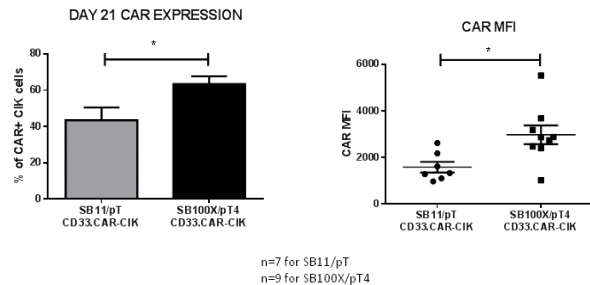 DAY 21 CAR EXPRESSION
*
% of CAR+ CIK cells
80
60
40
20
0
SB11/pT
CD33.CAR-CIK
SB100X/pT4
CD33.CAR-CIK
CAR MFI
*
CAR MFI
6000
4000
2000
0
SB11/pT
CD33.CAR-CIK
SB100X/pT4
CD33.CAR-CIK
n=7 for SB11/pT
n=9 for SB100X/pT4